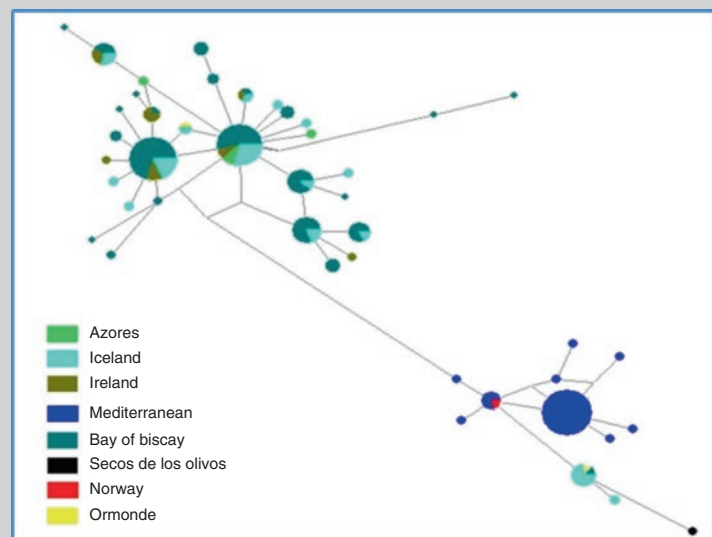 Azores
Iceland
Ireland
Mediterranean
Bay of biscay
Secos de los olivos
Norway
Ormonde